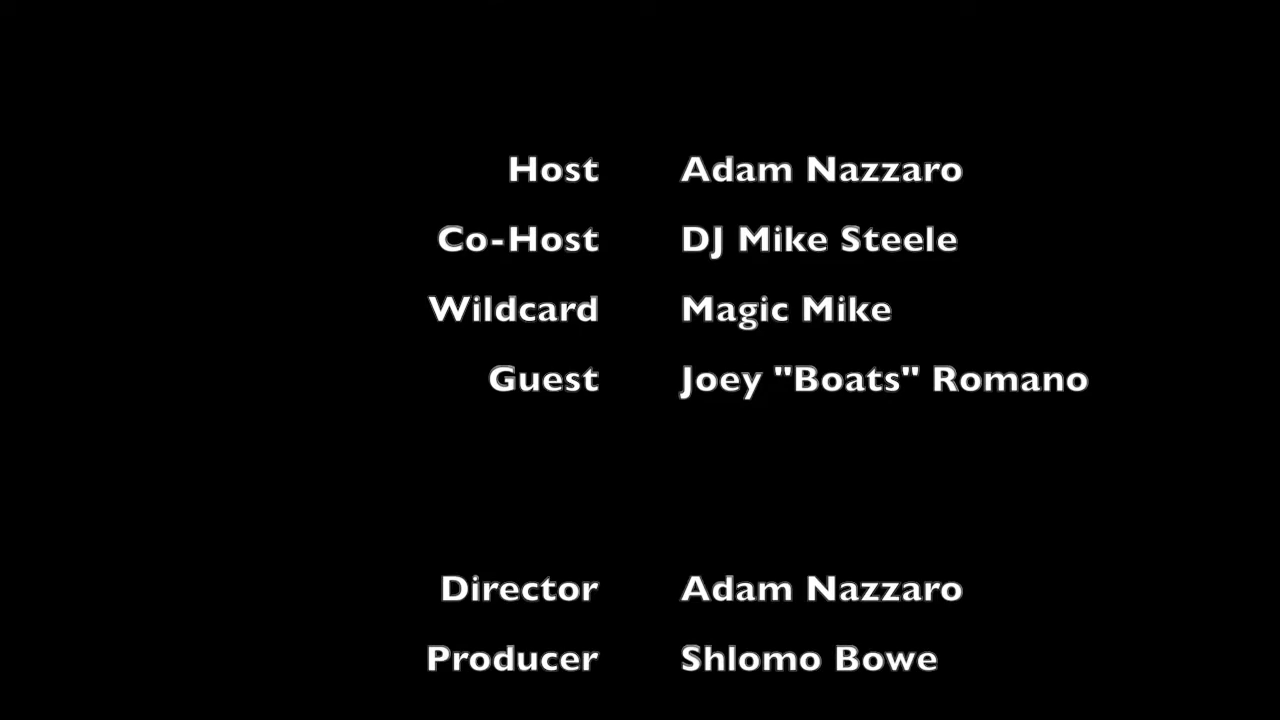 Host Adam Nazzaro
Co-Host DJ Mike Steele
Wildcard Magic Mike
Guest Joey "Boats" Romano
Director Adam Nazzaro
Producer Shlomo Bowe